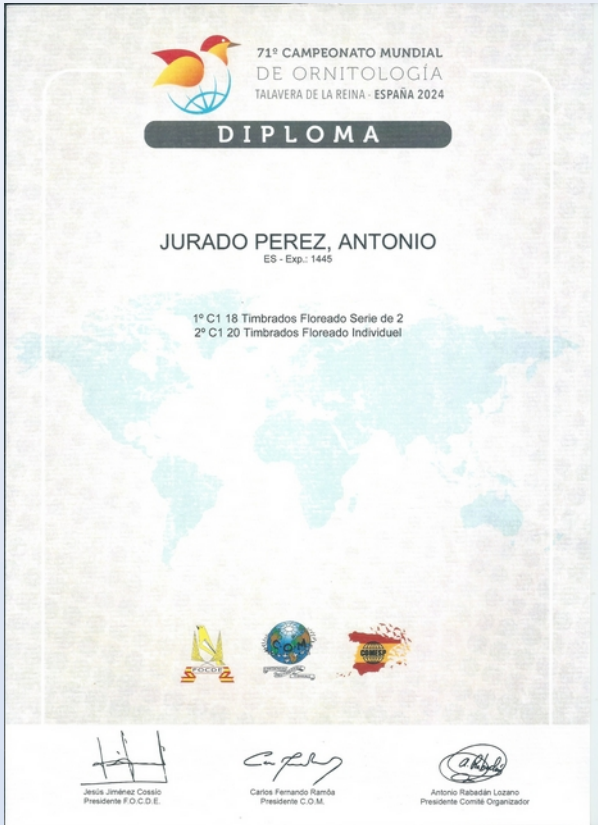 71º CAMPEONATO MUNDIAL
DE ORNITOLOGÍA
TALAVERA DE LA REINA - ESPAÑA 2024
DIPLOMA
JURADO PEREZ, ANTONIO
ES - Exp.: 1445
1º C1 18 Timbrados Floreado Serie de 2
2º C1 20 Timbrados Floreado Individuel
FOCDE
C.O.M.
COMESP
Jesús Jiménez Cossio
Presidente F.O.C.D.E.
Carlos Fernando Ramôa
Presidente C.O.M.
Antonio Rabadán Lozano
Presidente Comité Organizador